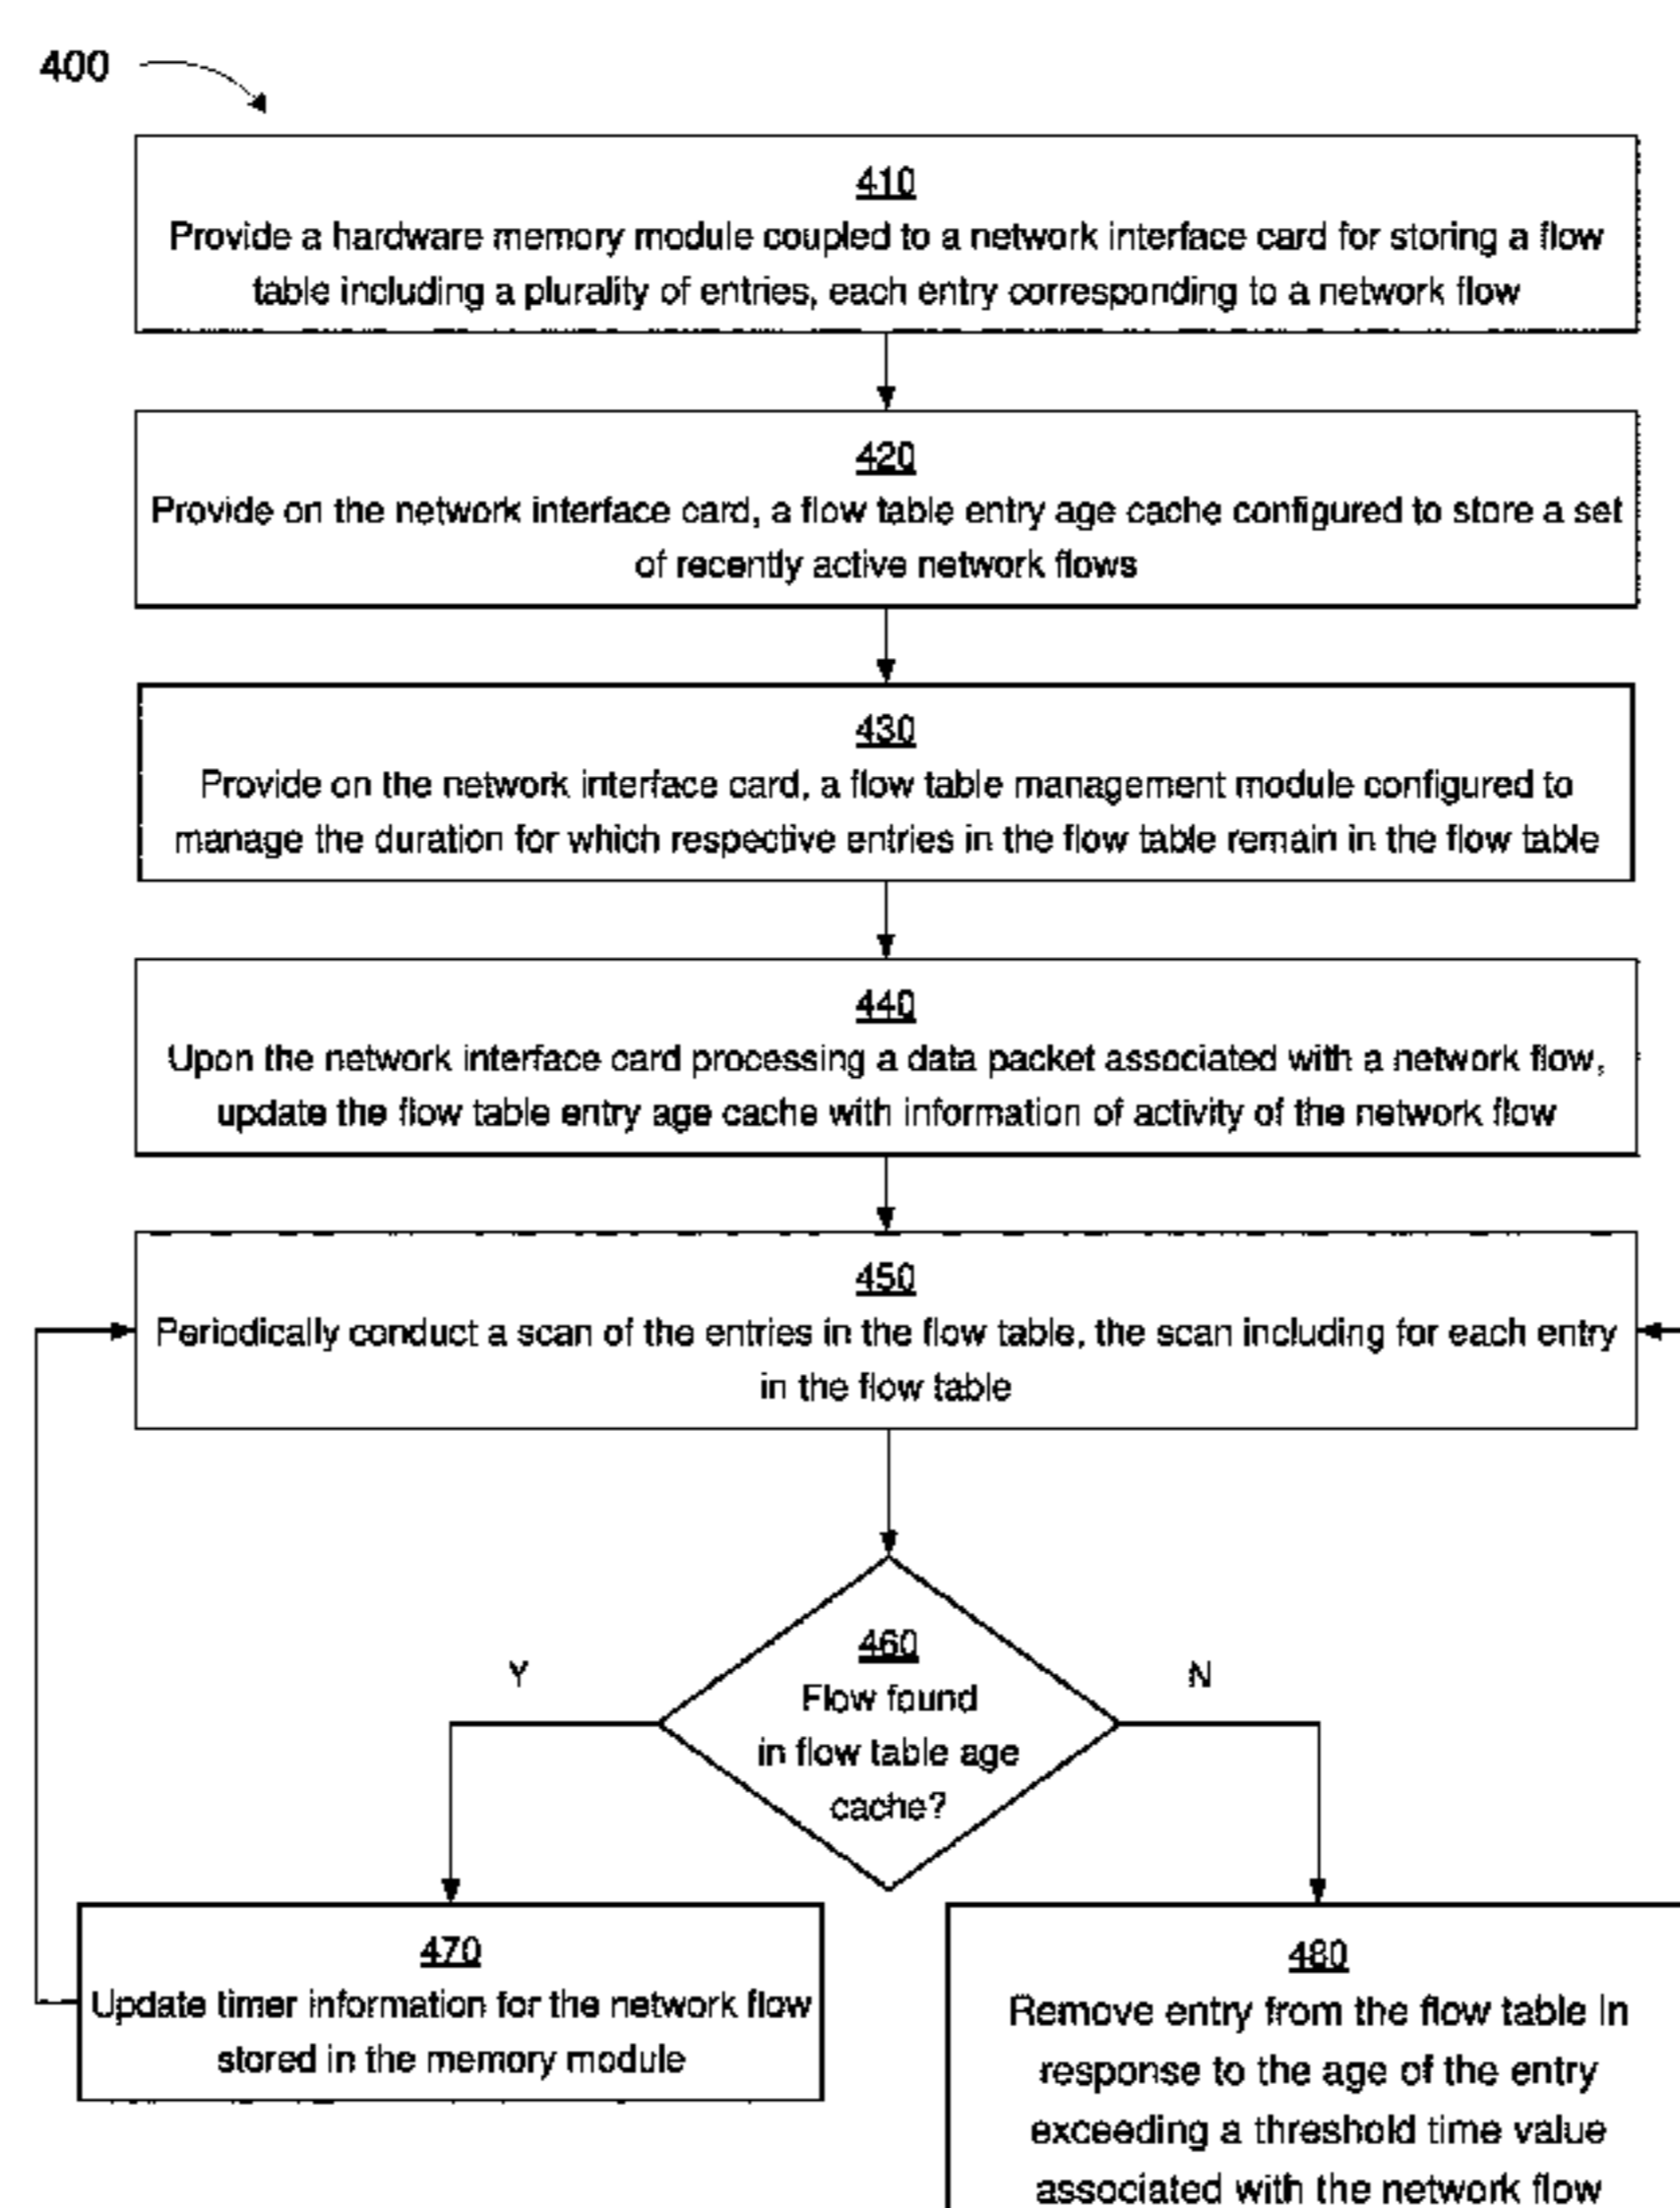 400
410
Provide a hardware memory module coupled to a network interface card for storing a flow
table including a plurality of entries, each entry corresponding to a network flow
420
Provide on the network interface card, a flow table entry age cache configured to store a set
of recently active network flows
430
Provide on the network interface card, a flow table management module configured to
manage the duration for which respective entries in the flow table remain in the flow table
440
Upon the network interface card processing a data packet associated with a network flow,
update the flow table entry age cache with information of activity of the network flow
450
Periodically conduct a scan of the entries in the flow table, the scan including for each entry
in the flow table
460
Flow found
in flow table age
cache?
Y
N
470
Update timer information for the network flow
stored in the memory module
480
Remove entry from the flow table In
response to the age of the entry
exceeding a threshold time value
associated with the network flow